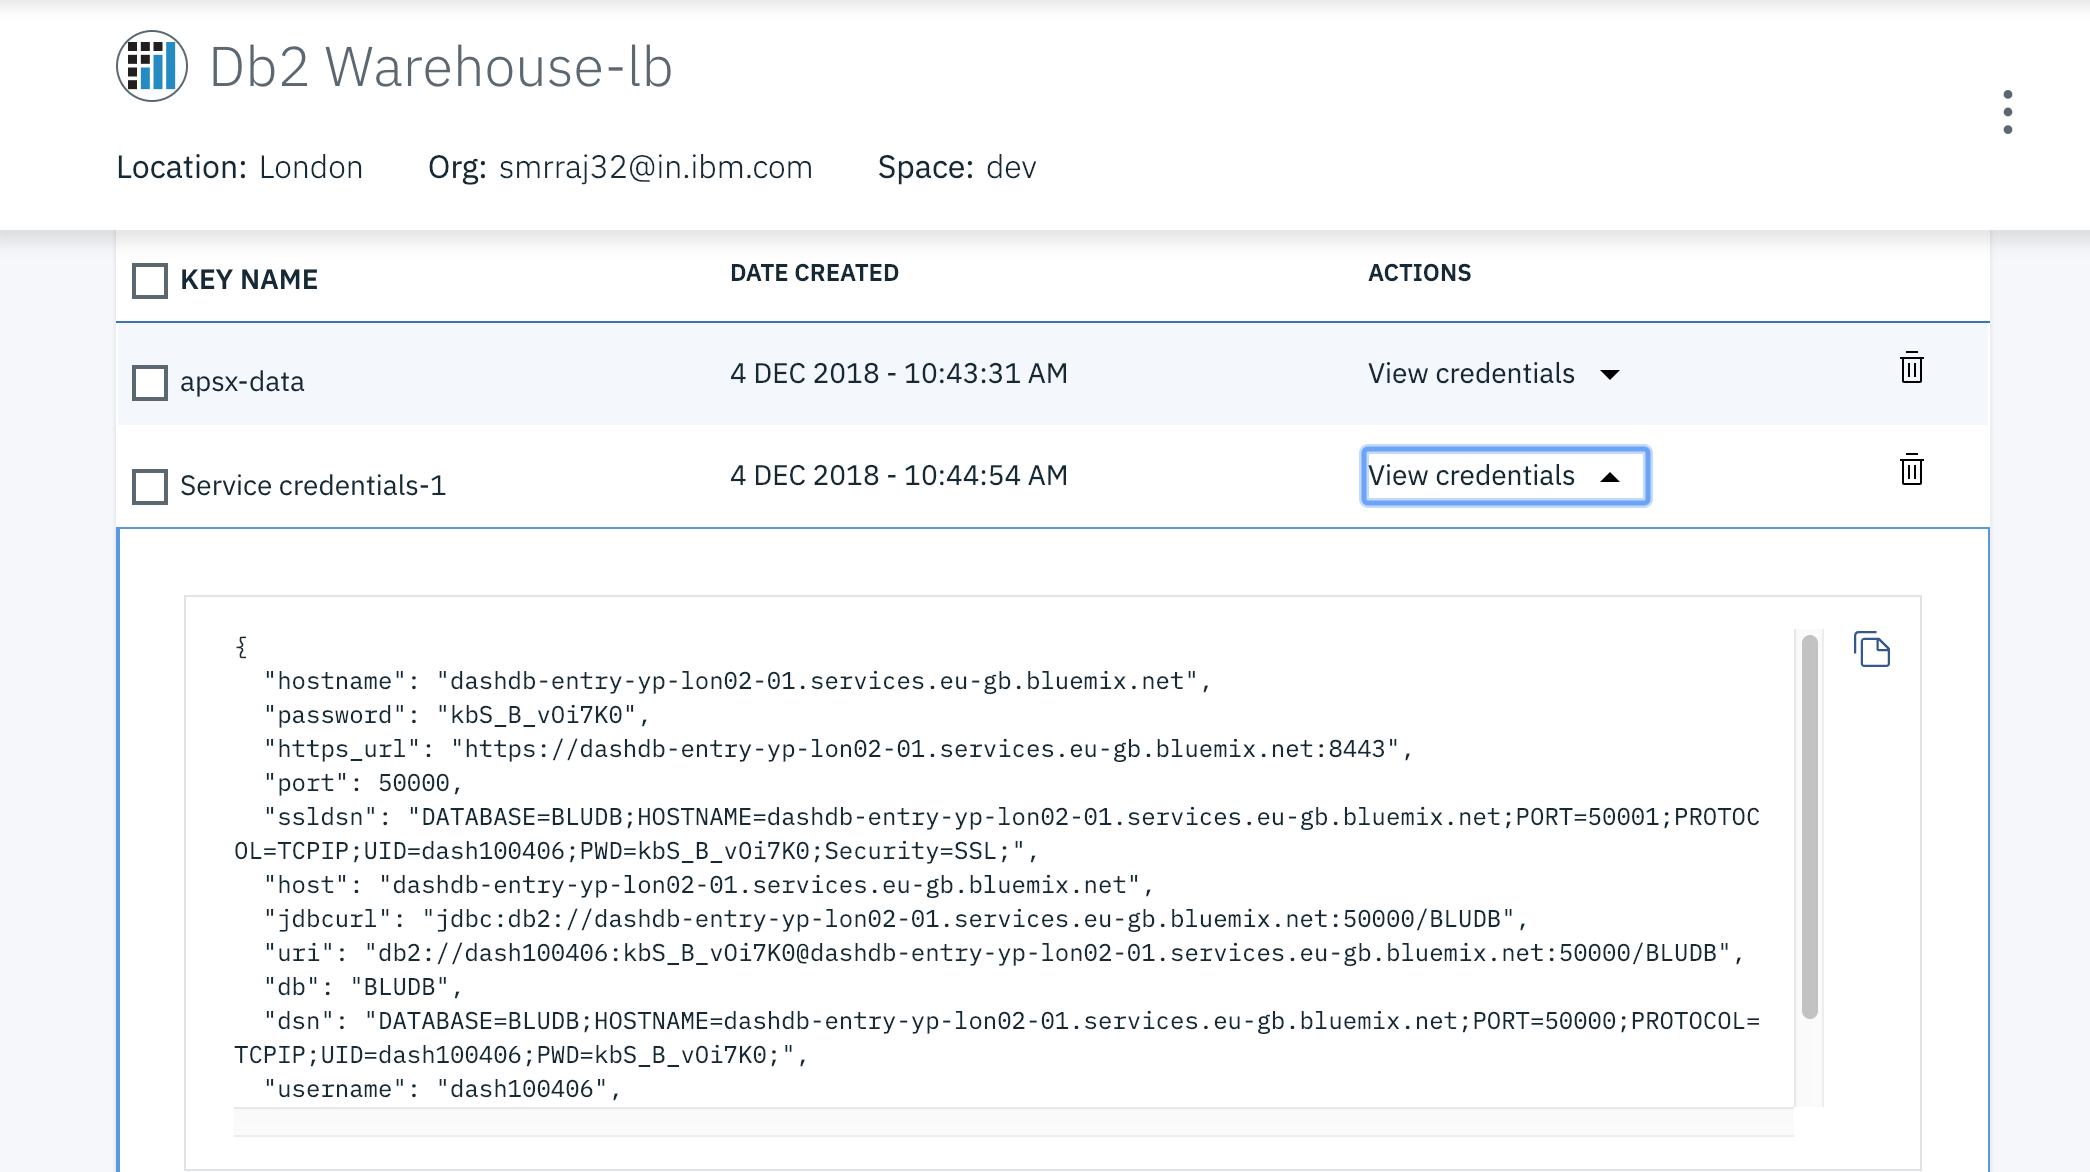 Db2 Warehouse-lb
Location: London Org: smrraj32@in.ibm.com Space: dev
KEY NAME DATE CREATED ACTIONS
apsx-data 4 DEC 2018 - 10:43:31 AM View credentials
Service credentials-1 4 DEC 2018 - 10:44:54 AM View credentials
{
"hostname": "dashdb-entry-yp-lon02-01.services.eu-gb.bluemix.net",
"password": "kbS_B_vOi7K0",
"https_url": "https://dashdb-entry-yp-lon02-01.services.eu-gb.bluemix.net:8443",
"port": 50000,
"ssldsn": "DATABASE=BLUDB;HOSTNAME=dashdb-entry-yp-lon02-01.services.eu-gb.bluemix.net;PORT=50001;PROTOC
OL=TCPIP;UID=dash100406;PWD=kbS_B_vOi7K0;Security=SSL;",
"host": "dashdb-entry-yp-lon02-01.services.eu-gb.bluemix.net",
"jdbcurl": "jdbc:db2://dashdb-entry-yp-lon02-01.services.eu-gb.bluemix.net:50000/BLUDB",
"uri": "db2://dash100406:kbS_B_vOi7K0@dashdb-entry-yp-lon02-01.services.eu-gb.bluemix.net:50000/BLUDB",
"db": "BLUDB",
"dsn": "DATABASE=BLUDB;HOSTNAME=dashdb-entry-yp-lon02-01.services.eu-gb.bluemix.net;PORT=50000;PROTOCOL=
TCPIP;UID=dash100406;PWD=kbS_B_vOi7K0;",
"username": "dash100406",